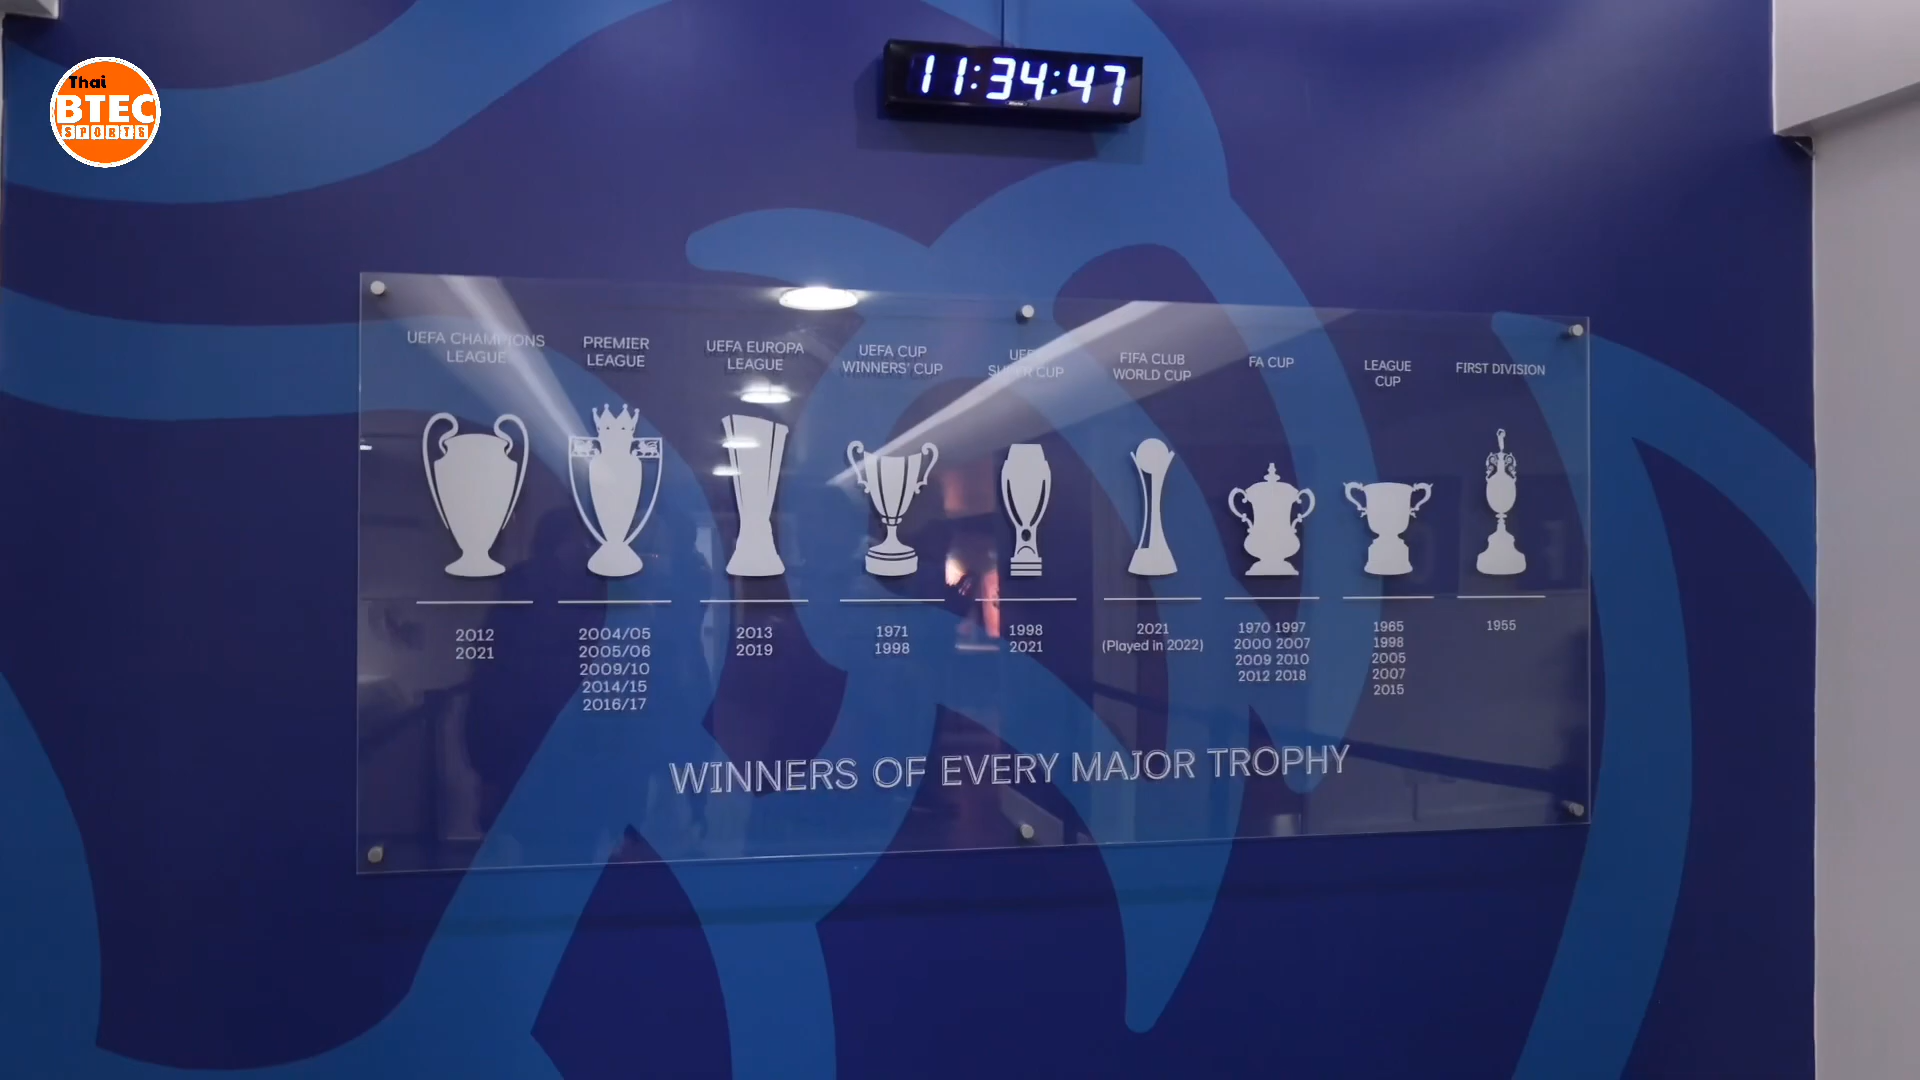 Thai
BTEC
SPORTS
11:34:47
UEFA CHAMPIONS
LEAGUE
PREMIER
LEAGUE
UEFA EUROPA
LEAGUE
UEFA CUP
WINNERS' CUP
UEFA
SUPER CUP
FIFA CLUB
WORLD CUP
FA CUP
LEAGUE
CUP
FIRST DIVISION
2012
2021
2004/05
2005/06
2009/10
2014/15
2016/17
2013
2019
1971
1998
1998
2021
2021
(Played in 2022)
1970 1997
2000 2007
2009 2010
2012 2018
1965
1998
2005
2007
2015
1955
WINNERS OF EVERY MAJOR TROPHY